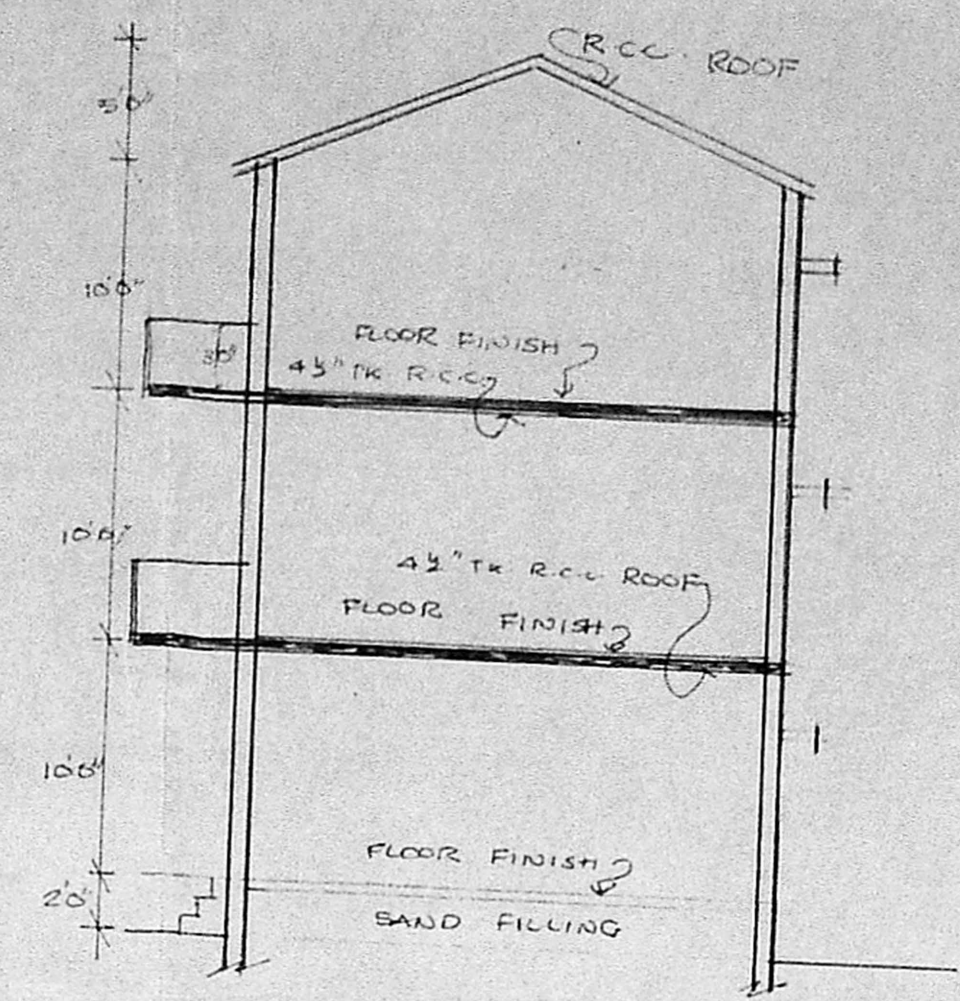 R.C.C. ROOF
5'0"
10'0"
FLOOR FINISH
3'0"
4½" TK R.C.C.
10'0"
4½" TK R.C.C ROOF
FLOOR FINISH
10'0"
FLOOR FINISH
2'0"
SAND FILLING